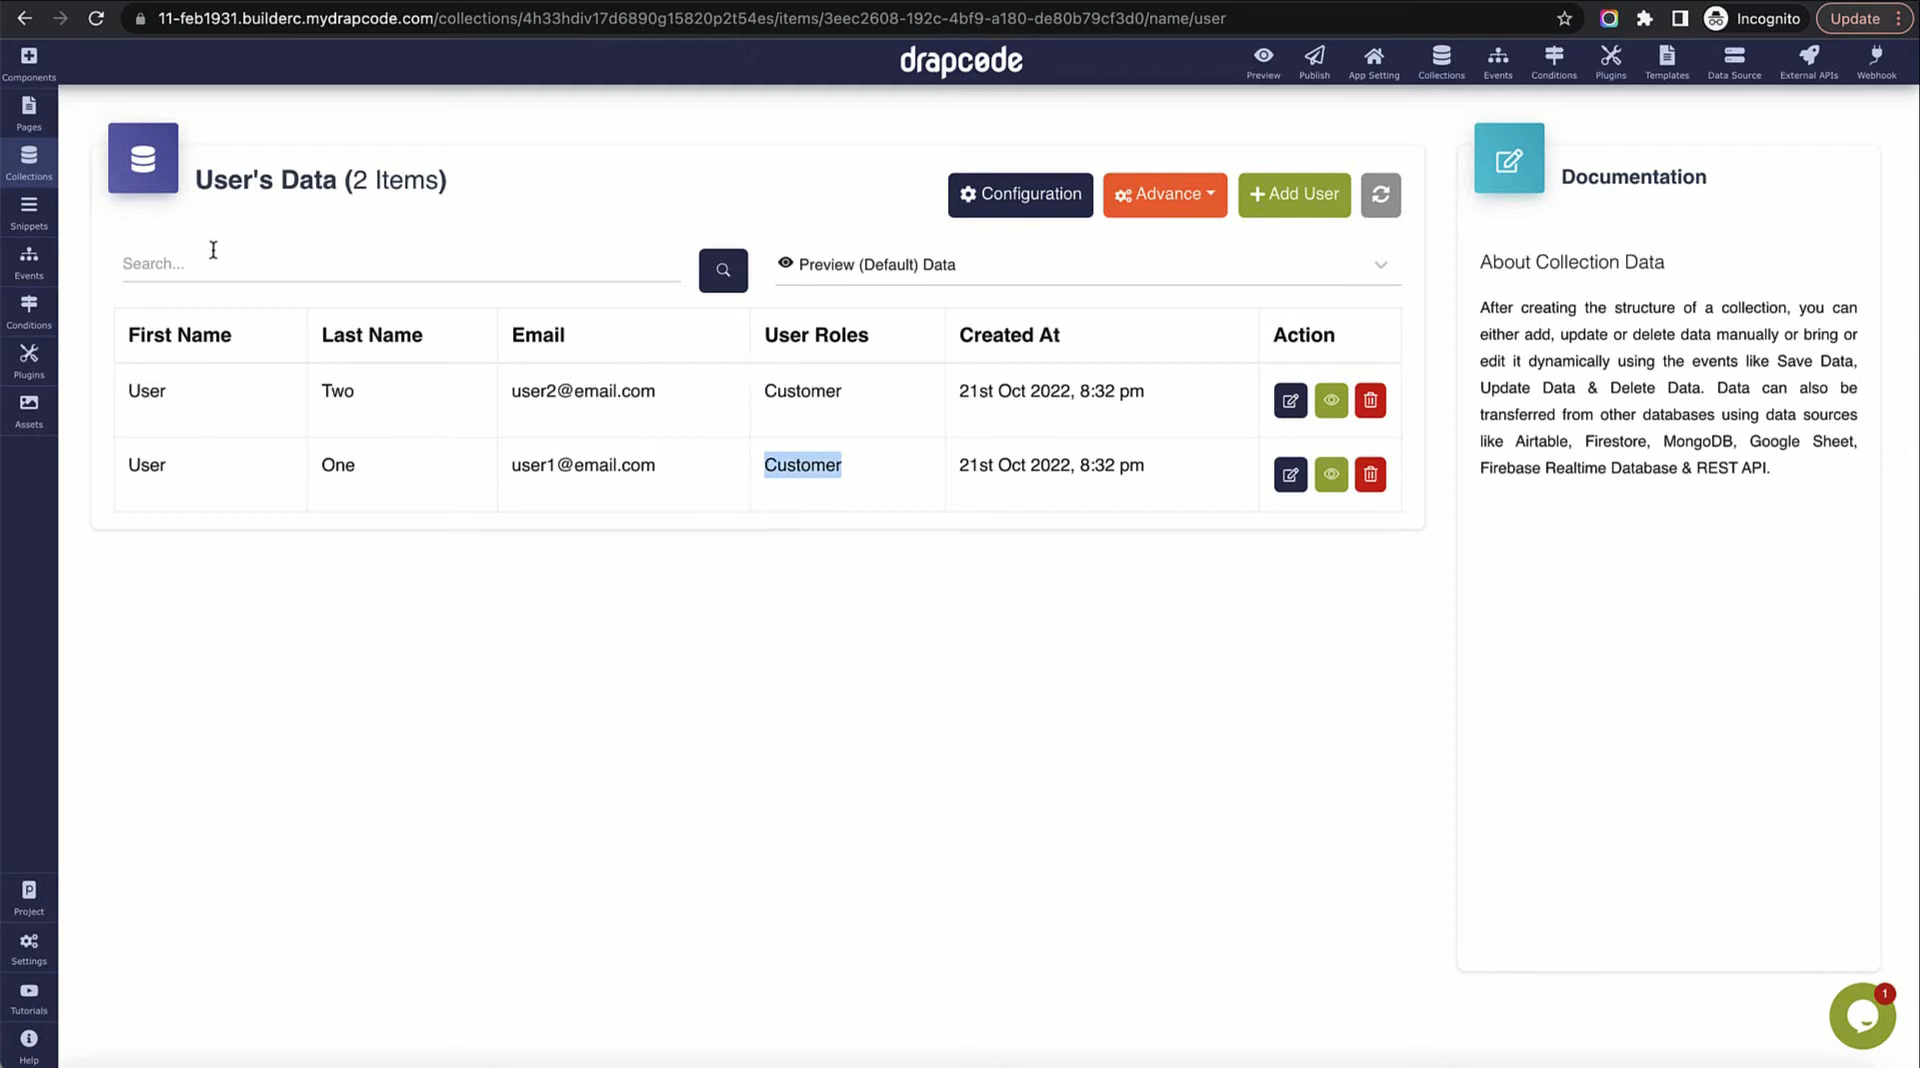 11-feb1931.builderc.mydrapcode.com/collections/4h33hdiv17d6890g15820p2t54es/items/3eec2608-192c-4bf9-a180-de80b79cf3d0/name/user
Incognito
Update
Components
drapcode
Preview
Publish
App Setting
Collections
Events
Conditions
Plugins
Templates
Data Source
External APIs
Webhook
Pages
Collections
Snippets
Events
Conditions
Plugins
Assets
Project
Settings
Tutorials
Help
User's Data (2 Items)
Configuration
Advance
Add User
Search...
Preview (Default) Data
First Name Last Name Email User Roles Created At Action
User Two user2@email.com Customer 21st Oct 2022, 8:32 pm
User One user1@email.com Customer 21st Oct 2022, 8:32 pm
Documentation
About Collection Data
After creating the structure of a collection, you can
either add, update or delete data manually or bring or
edit it dynamically using the events like Save Data,
Update Data & Delete Data. Data can also be
transferred from other databases using data sources
like Airtable, Firestore, MongoDB, Google Sheet,
Firebase Realtime Database & REST API.
1